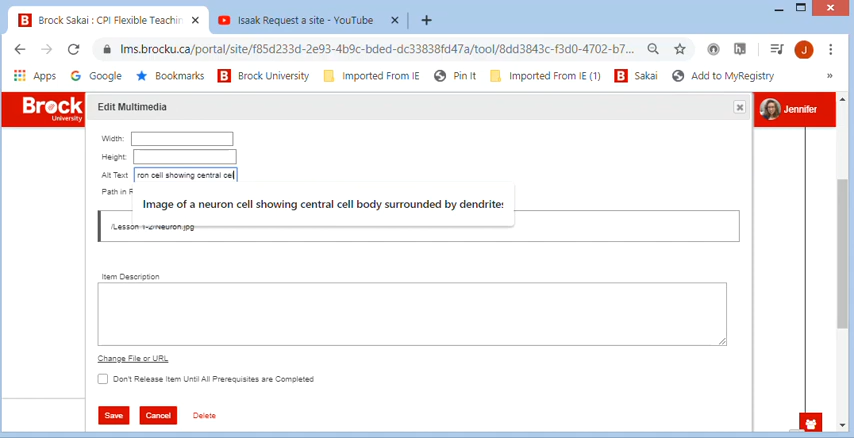 Brock Sakai : CPI Flexible Teachin
Isaak Request a site - YouTube
lms.brocku.ca/portal/site/f85d233d-2e93-4b9c-bded-dc33838fd47a/tool/8dd3843c-f3d0-4702-b7...
Apps Google Bookmarks Brock University Imported From IE Pin It Imported From IE (1) Sakai Add to MyRegistry »
Brock
University
Edit Multimedia
Jennifer
Width:
Height:
Alt Text ron cell showing central cel
Path in R
Image of a neuron cell showing central cell body surrounded by dendrites
/Lesson 1-2/Neuron.jpg
Item Description
Change File or URL
Don't Release Item Until All Prerequisites are Completed
Save Cancel Delete